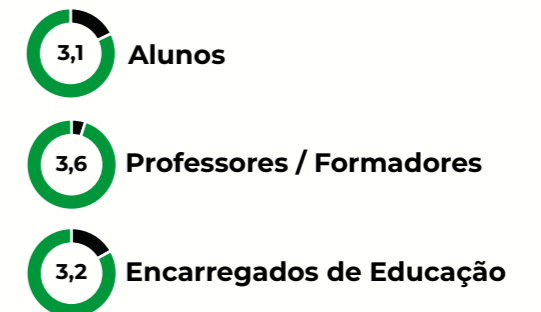 3,1 Alunos
3,6 Professores / Formadores
3,2 Encarregados de Educação